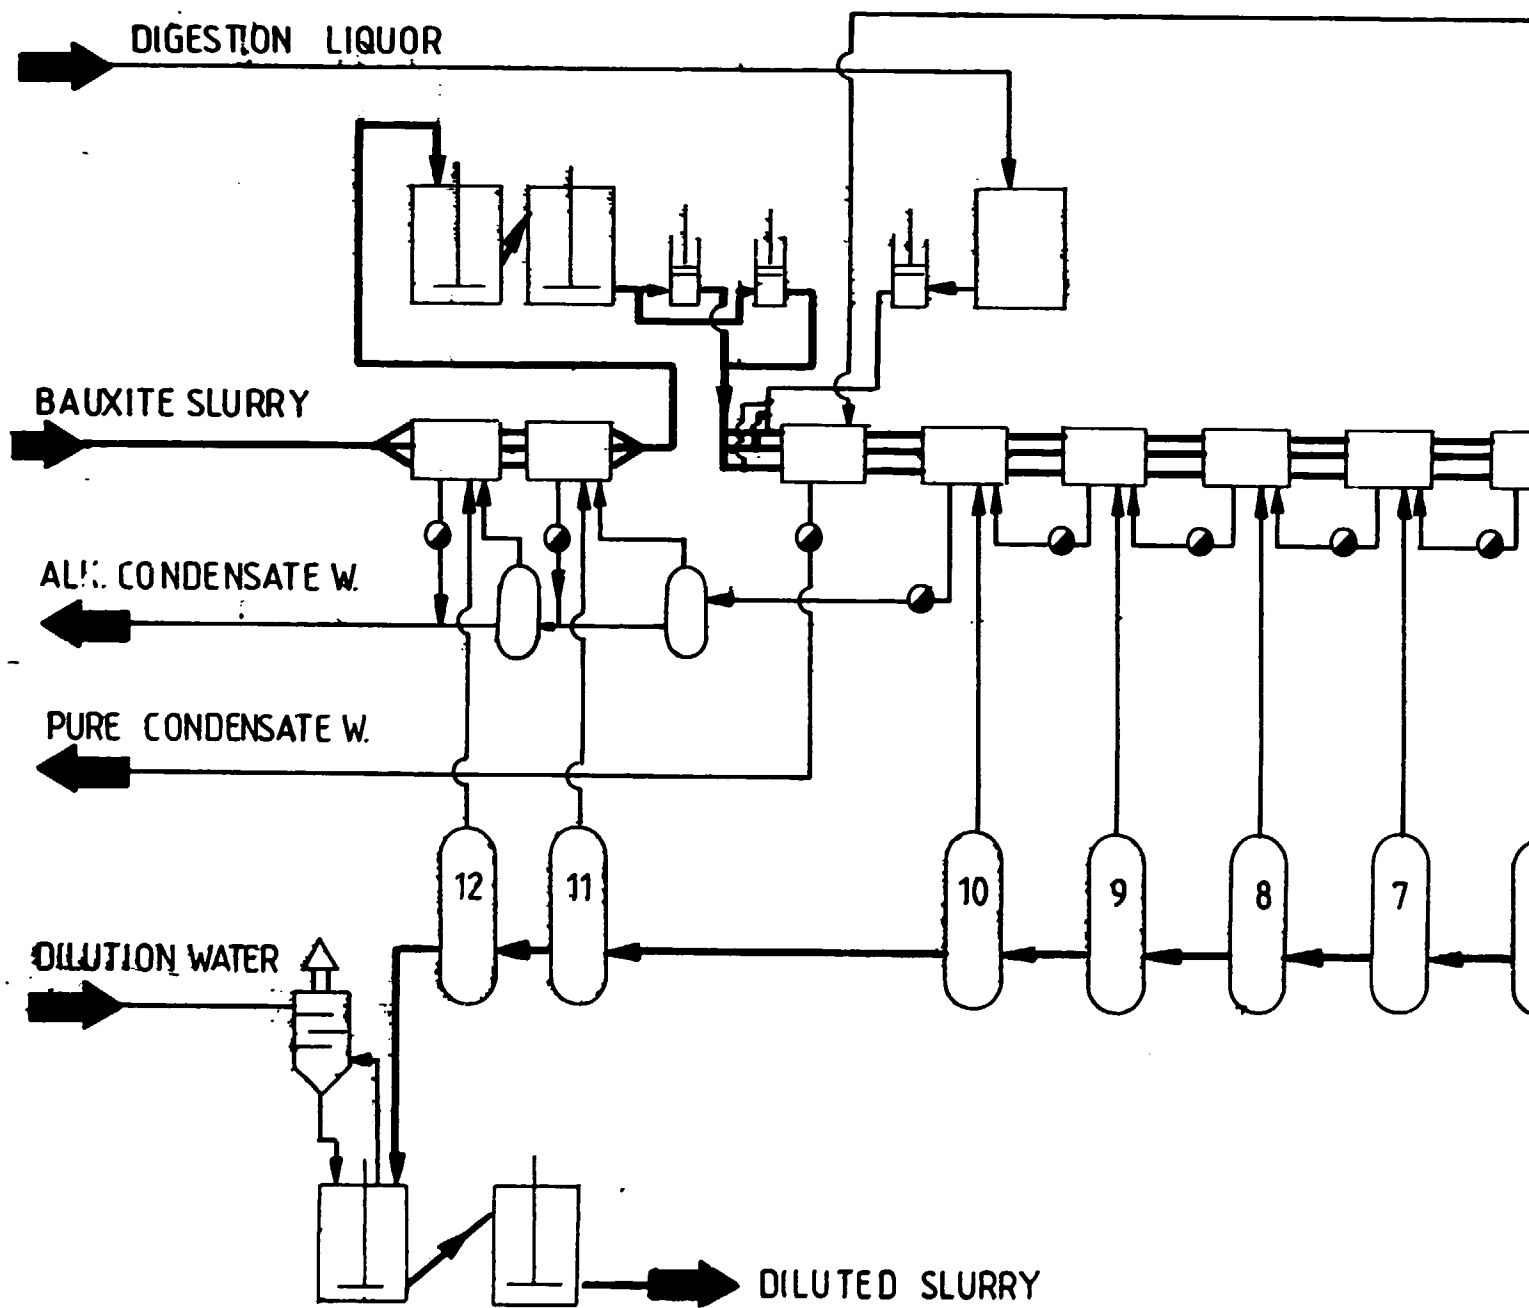 DIGESTION LIQUOR
BAUXITE SLURRY
CONDENSATE W.
PURE CONDENSATE W.
12
11
10
9
8
7
DILUTION WATER
DILUTED SLURRY